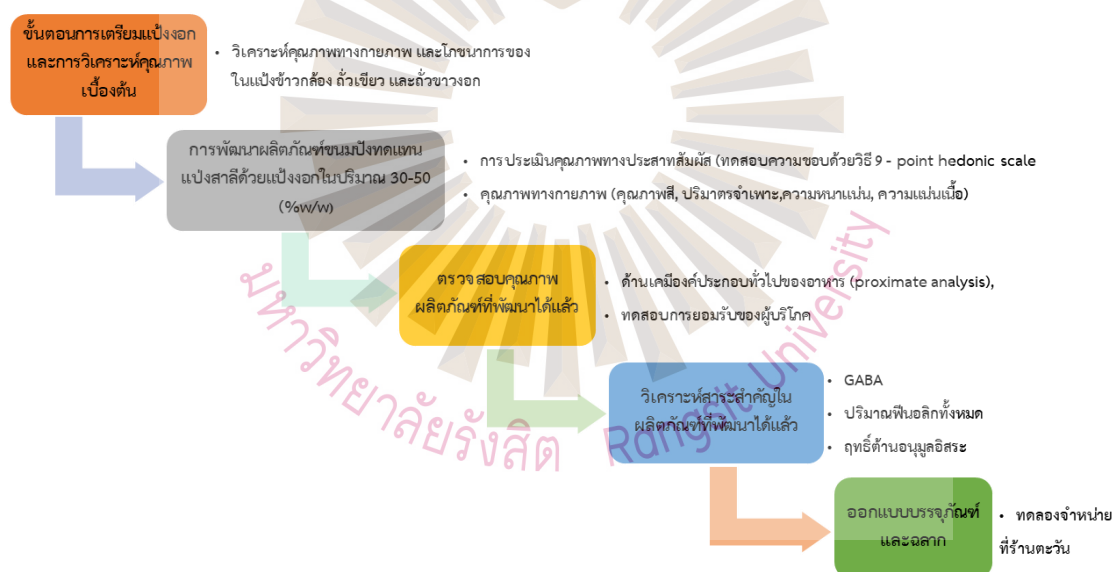 ขั้นตอนการเตรียมแป้งงอก
และการวิเคราะห์คุณภาพ
เบื้องต้น
• วิเคราะห์คุณภาพทางกายภาพ และโภชนาการของ
ในแป้งข้าวกล้อง ถั่วเขียว และถั่วขาวงอก
การพัฒนาผลิตภัณฑ์ขนมปังทดแทน
แป้งสาลีด้วยแป้งงอกในปริมาณ 30-50
(%w/w)
• การประเมินคุณภาพทางประสาทสัมผัส (ทดสอบความชอบด้วยวิธี 9 - point hedonic scale
• คุณภาพทางกายภาพ (คุณภาพสี, ปริมาตรจำเพาะ,ความหนาแน่น, ความแน่นเนื้อ)
ตรวจสอบคุณภาพ
ผลิตภัณฑ์ที่พัฒนาได้แล้ว
• ด้านเคมีองค์ประกอบทั่วไปของอาหาร (proximate analysis),
• ทดสอบการยอมรับของผู้บริโภค
วิเคราะห์สาระสำคัญใน
ผลิตภัณฑ์ที่พัฒนาได้แล้ว
• GABA
• ปริมาณฟีนอลิกทั้งหมด
• ฤทธิ์ต้านอนุมูลอิสระ
ออกแบบบรรจุภัณฑ์
และฉลาก
• ทดลองจำหน่าย
ที่ร้านตะวัน
มหาวิทยาลัยรังสิต Rangsit University